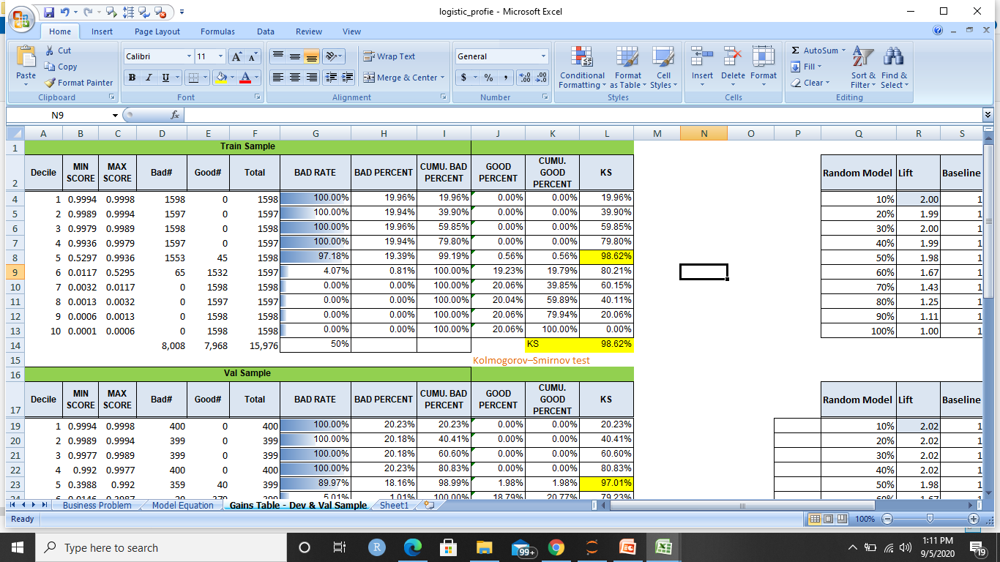 logistic_profie - Microsoft Excel
Home Insert Page Layout Formulas Data Review View
Paste Cut Copy Format Painter
Calibri 11 A A B I U A
Wrap Text Merge & Center
General $ % ,
Conditional Formatting Format as Table Cell Styles
Insert Delete Format
Σ AutoSum Fill Clear Sort & Filter Find & Select
Clipboard Font Alignment Number Styles Cells Editing
N9 fx
A B C D E F G H I J K L M N O P Q R S
1 Train Sample
2 Decile MIN SCORE MAX SCORE Bad# Good# Total BAD RATE BAD PERCENT CUMU. BAD PERCENT GOOD PERCENT CUMU. GOOD PERCENT KS Random Model Lift Baseline
4 1 0.9994 0.9998 1598 0 1598 100.00% 19.96% 19.96% 0.00% 0.00% 19.96% 10% 2.00 1
5 2 0.9989 0.9994 1597 0 1597 100.00% 19.94% 39.90% 0.00% 0.00% 39.90% 20% 1.99 1
6 3 0.9979 0.9989 1598 0 1598 100.00% 19.96% 59.85% 0.00% 0.00% 59.85% 30% 2.00 1
7 4 0.9936 0.9979 1597 0 1597 100.00% 19.94% 79.80% 0.00% 0.00% 79.80% 40% 1.99 1
8 5 0.5297 0.9936 1553 45 1598 97.18% 19.39% 99.19% 0.56% 0.56% 98.62% 50% 1.98 1
9 6 0.0117 0.5295 65 1532 1597 4.07% 0.81% 100.00% 19.23% 19.79% 80.21% 60% 1.67 1
10 7 0.0032 0.0117 0 1598 1598 0.00% 0.00% 100.00% 20.06% 39.85% 60.15% 70% 1.43 1
11 8 0.0013 0.0032 0 1597 1597 0.00% 0.00% 100.00% 20.04% 59.89% 40.11% 80% 1.25 1
12 9 0.0006 0.0013 0 1598 1598 0.00% 0.00% 100.00% 20.06% 79.94% 20.06% 90% 1.11 1
13 10 0.0001 0.0006 0 1598 1598 0.00% 0.00% 100.00% 20.06% 100.00% 0.00% 100% 1.00 1
14 8,008 7,968 15,976 50% KS 98.62%
15 Kolmogorov–Smirnov test
16 Val Sample
17 Decile MIN SCORE MAX SCORE Bad# Good# Total BAD RATE BAD PERCENT CUMU. BAD PERCENT GOOD PERCENT CUMU. GOOD PERCENT KS Random Model Lift Baseline
19 1 0.9994 0.9998 400 0 400 100.00% 20.23% 20.23% 0.00% 0.00% 20.23% 10% 2.02 1
20 2 0.9989 0.9994 399 0 399 100.00% 20.18% 40.41% 0.00% 0.00% 40.41% 20% 2.02 1
21 3 0.9977 0.9989 399 0 399 100.00% 20.18% 60.60% 0.00% 0.00% 60.60% 30% 2.02 1
22 4 0.992 0.9977 400 0 400 100.00% 20.23% 80.83% 0.00% 0.00% 80.83% 40% 2.02 1
23 5 0.3988 0.992 359 40 399 89.97% 18.16% 98.99% 1.98% 1.98% 97.01% 50% 1.98 1
5.01% 1.01% 100.00% 18.79% 20.77% 79.23%
Business Problem Model Equation Gains Table - Dev & Val Sample Sheet1
Ready 100%
Type here to search R 99+ 1:11 PM
9/5/2020 19